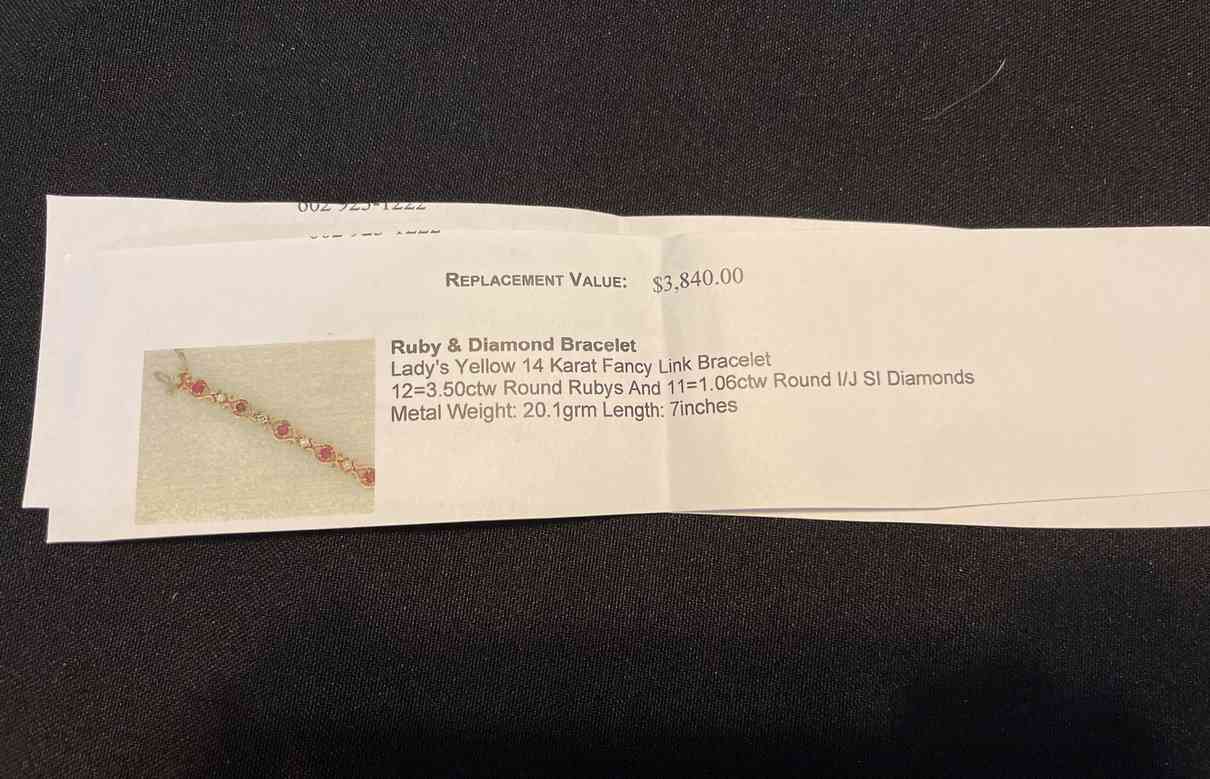 REPLACEMENT VALUE: $3,840.00
Ruby & Diamond Bracelet
Lady's Yellow 14 Karat Fancy Link Bracelet
12=3.50ctw Round Rubys And 11=1.06ctw Round I/J SI Diamonds
Metal Weight: 20.1grm Length: 7inches